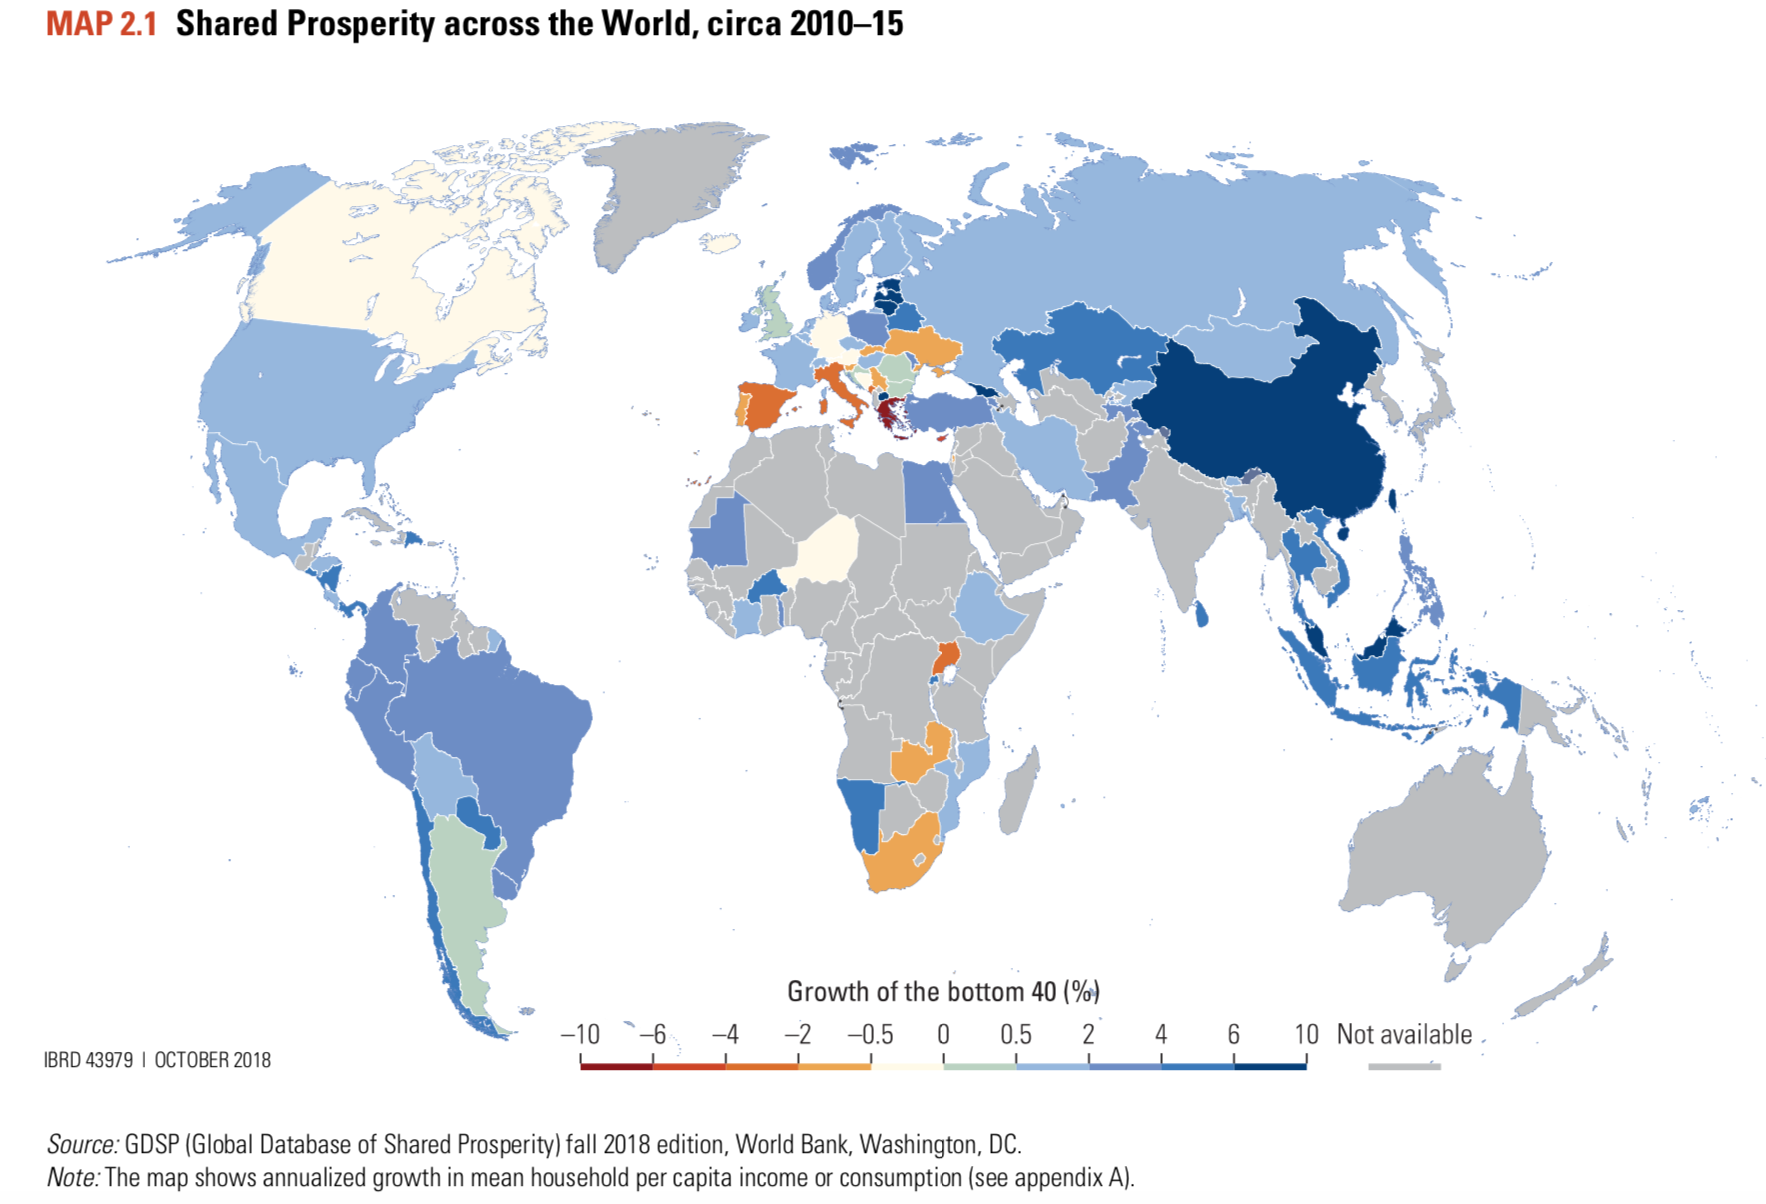 MAP 2.1 Shared Prosperity across the World, circa 2010–15
Growth of the bottom 40 (%)
–10 –6 –4 –2 –0.5 0 0.5 2 4 6 10 Not available
IBRD 43979 | OCTOBER 2018
Source: GDSP (Global Database of Shared Prosperity) fall 2018 edition, World Bank, Washington, DC.
Note: The map shows annualized growth in mean household per capita income or consumption (see appendix A).